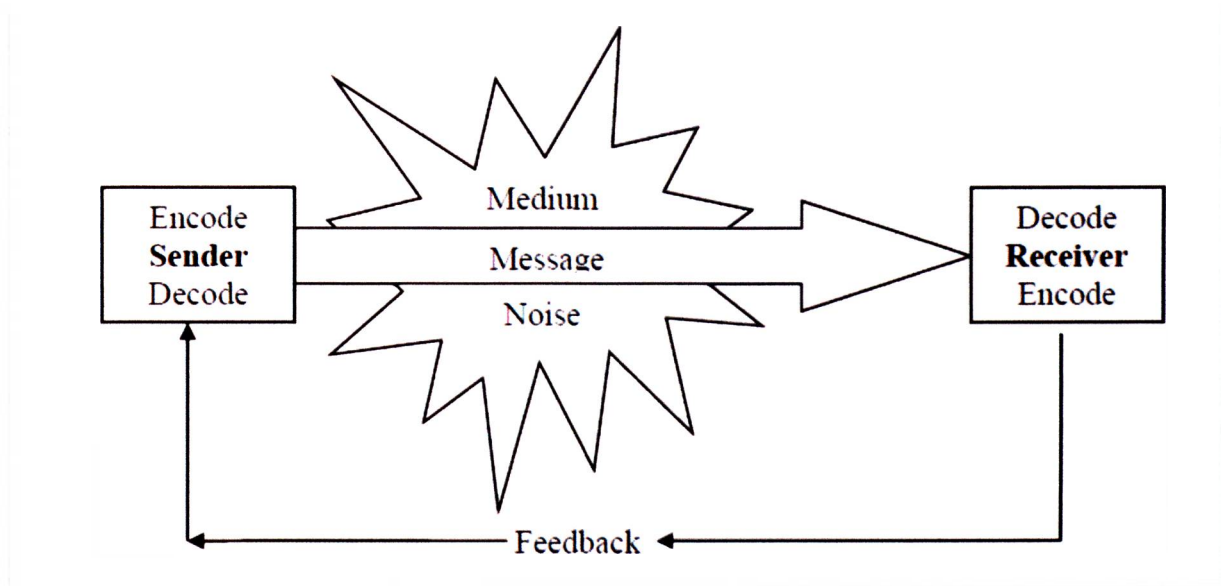 Encode
Sender
Decode
Medium
Message
Noise
Decode
Receiver
Encode
Feedback